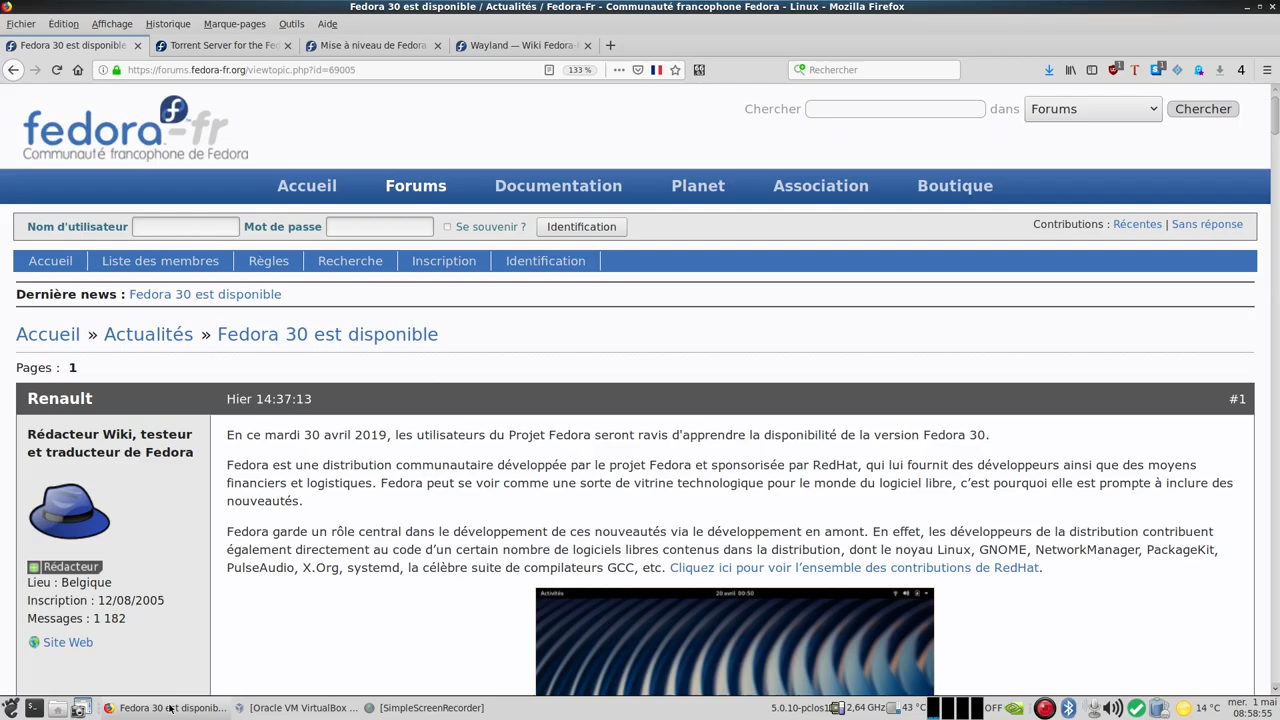 Fedora 30 est disponible / Actualités / Fedora-Fr - Communauté francophone Fedora - Linux - Mozilla Firefox
Fichier Édition Affichage Historique Marque-pages Outils Aide
Fedora 30 est disponible Torrent Server for the Fe Mise à niveau de Fedora Wayland — Wiki Fedora-
https://forums.fedora-fr.org/viewtopic.php?id=69005 133 % Rechercher 4
fedora-fr
Communauté francophone de Fedora
Chercher dans Forums Chercher
Accueil Forums Documentation Planet Association Boutique
Nom d'utilisateur Mot de passe Se souvenir ? Identification Contributions : Récentes | Sans réponse
Accueil Liste des membres Règles Recherche Inscription Identification
Dernière news : Fedora 30 est disponible
Accueil » Actualités » Fedora 30 est disponible
Pages : 1
Renault Hier 14:37:13 #1
Rédacteur Wiki, testeur
et traducteur de Fedora
Rédacteur
Lieu : Belgique
Inscription : 12/08/2005
Messages : 1 182
Site Web
En ce mardi 30 avril 2019, les utilisateurs du Projet Fedora seront ravis d'apprendre la disponibilité de la version Fedora 30.
Fedora est une distribution communautaire développée par le projet Fedora et sponsorisée par RedHat, qui lui fournit des développeurs ainsi que des moyens
financiers et logistiques. Fedora peut se voir comme une sorte de vitrine technologique pour le monde du logiciel libre, c’est pourquoi elle est prompte à inclure des
nouveautés.
Fedora garde un rôle central dans le développement de ces nouveautés via le développement en amont. En effet, les développeurs de la distribution contribuent
également directement au code d’un certain nombre de logiciels libres contenus dans la distribution, dont le noyau Linux, GNOME, NetworkManager, PackageKit,
PulseAudio, X.Org, systemd, la célèbre suite de compilateurs GCC, etc. Cliquez ici pour voir l’ensemble des contributions de RedHat.
Activités 20 avril 00:50
Fedora 30 est disponib... [Oracle VM VirtualBox ... [SimpleScreenRecorder] 5.0.10-pclos1 2,64 GHz 43 °C OFF 14 °C mer. 1 mai
08:58:55